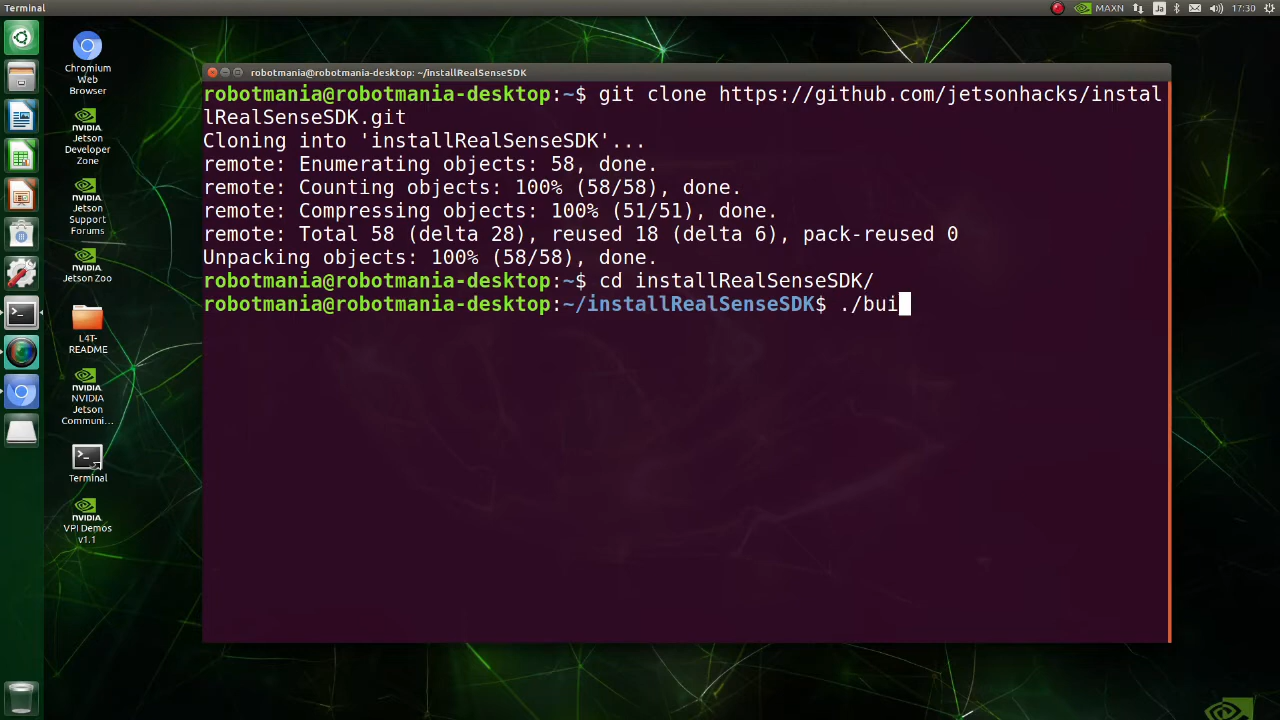 Terminal
MAXN
Ja
17:30
Chromium
Web
Browser
NVIDIA.
Jetson
Developer
Zone
NVIDIA.
Jetson
Support
Forums
NVIDIA.
Jetson Zoo
L4T-
README
NVIDIA.
NVIDIA
Jetson
Communi...
Terminal
NVIDIA.
VPI Demos
v1.1
robotmania@robotmania-desktop: ~/installRealSenseSDK
robotmania@robotmania-desktop:~$ git clone https://github.com/jetsonhacks/instal
lRealSenseSDK.git
Cloning into 'installRealSenseSDK'...
remote: Enumerating objects: 58, done.
remote: Counting objects: 100% (58/58), done.
remote: Compressing objects: 100% (51/51), done.
remote: Total 58 (delta 28), reused 18 (delta 6), pack-reused 0
Unpacking objects: 100% (58/58), done.
robotmania@robotmania-desktop:~$ cd installRealSenseSDK/
robotmania@robotmania-desktop:~/installRealSenseSDK$ ./bui